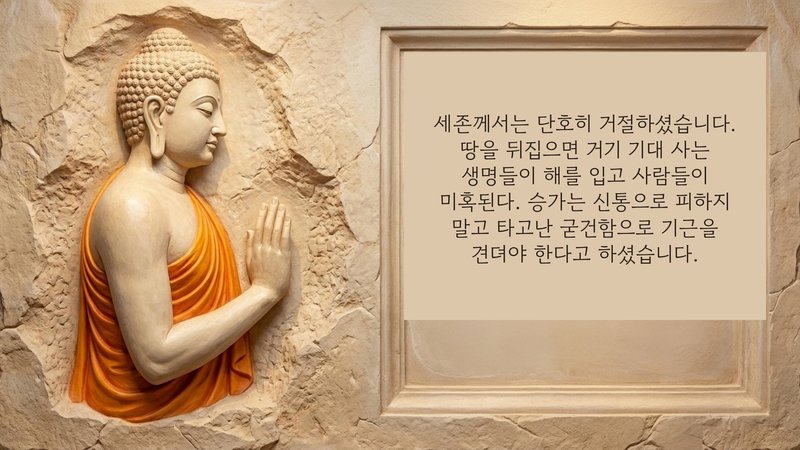 세존께서는 단호히 거절하셨습니다.
땅을 뒤집으면 거기 기대 사는
생명들이 해를 입고 사람들이
미혹된다. 승가는 신통으로 피하지
말고 타고난 굳건함으로 기근을
견뎌야 한다고 하셨습니다.